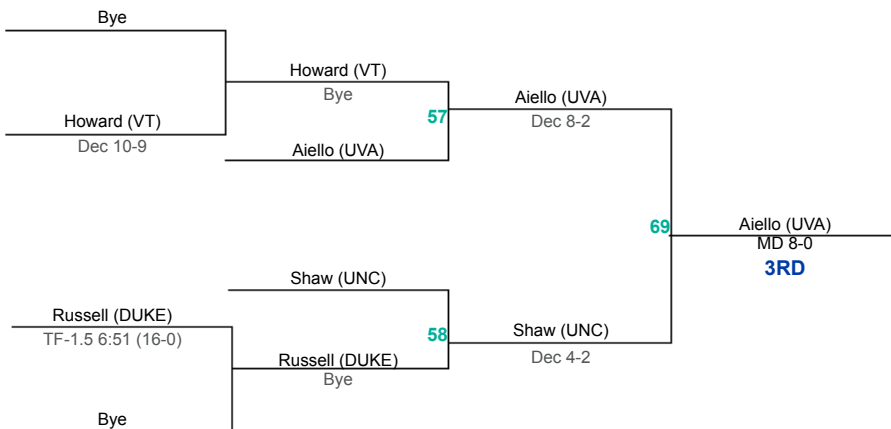 Bye
Howard (VT)
Bye
Howard (VT)
Dec 10-9
57
Aiello (UVA)
Dec 8-2
Aiello (UVA)
69
Aiello (UVA)
MD 8-0
3RD
Shaw (UNC)
Russell (DUKE)
TF-1.5 6:51 (16-0)
58
Shaw (UNC)
Dec 4-2
Russell (DUKE)
Bye
Bye